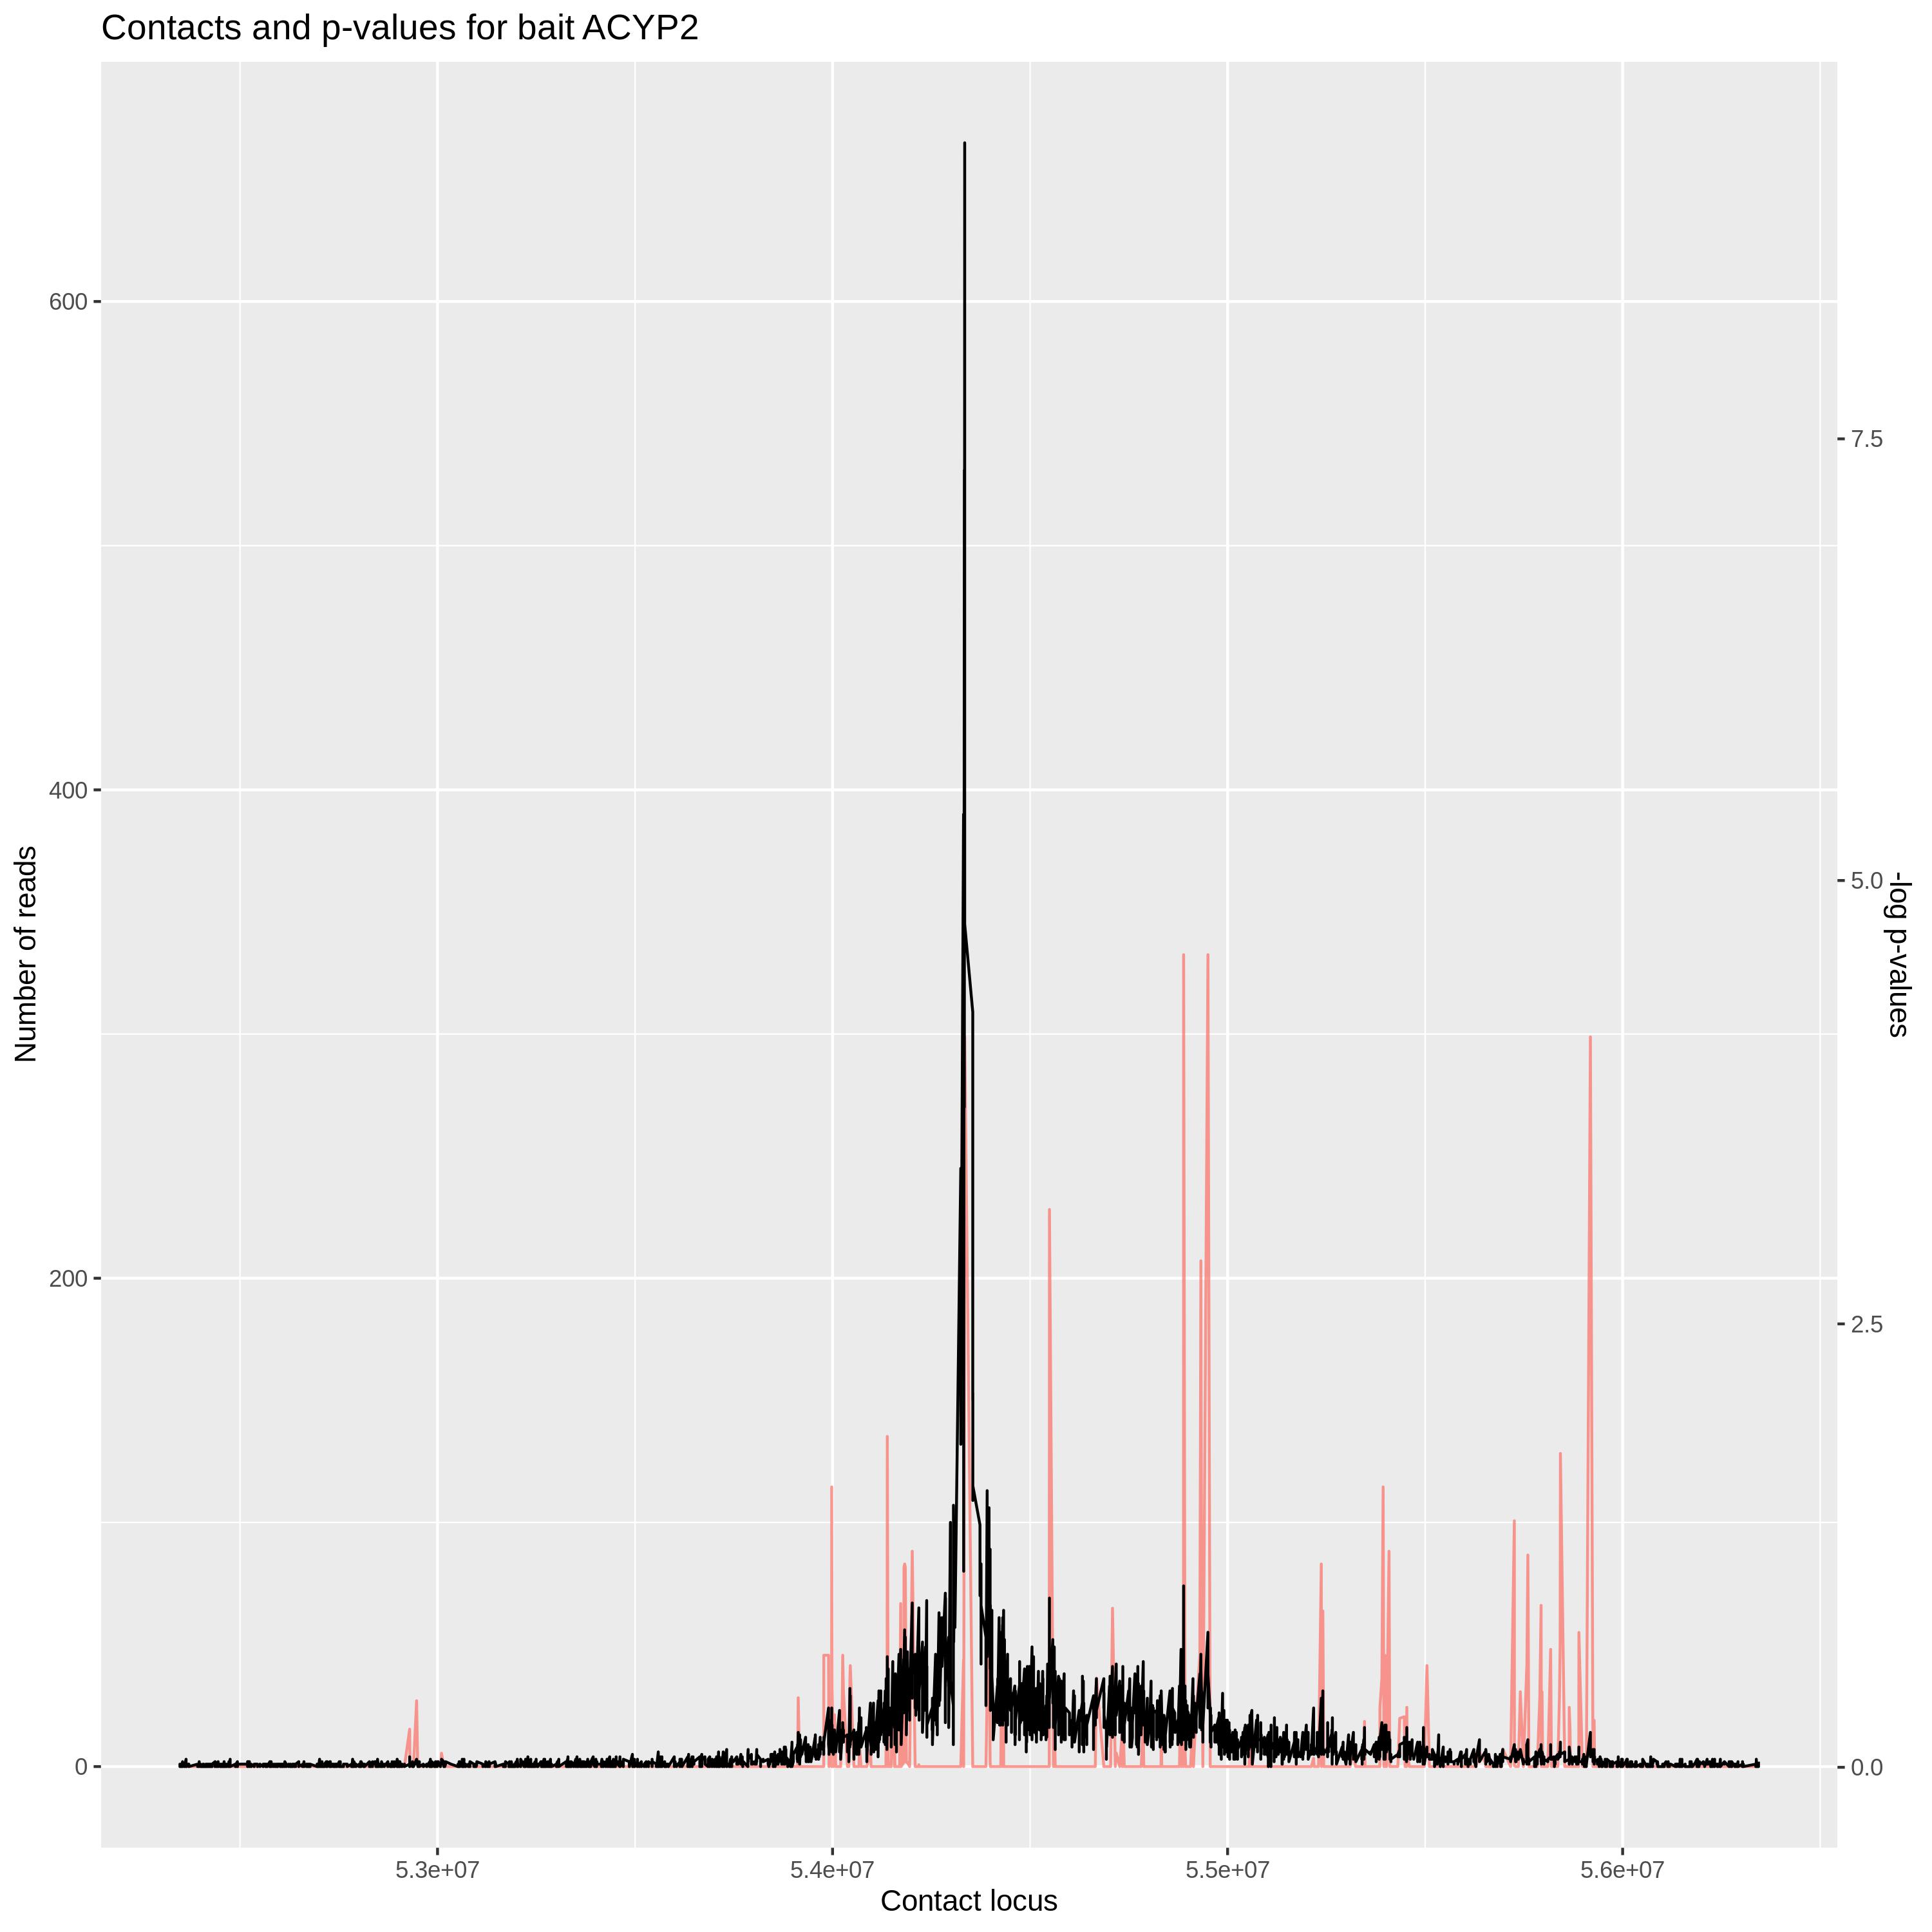 Contacts and p-values for bait ACYP2
600
400
200
0
7.5
5.0
2.5
0.0
Number of reads
-log p-values
5.3e+07
5.4e+07
5.5e+07
5.6e+07
Contact locus